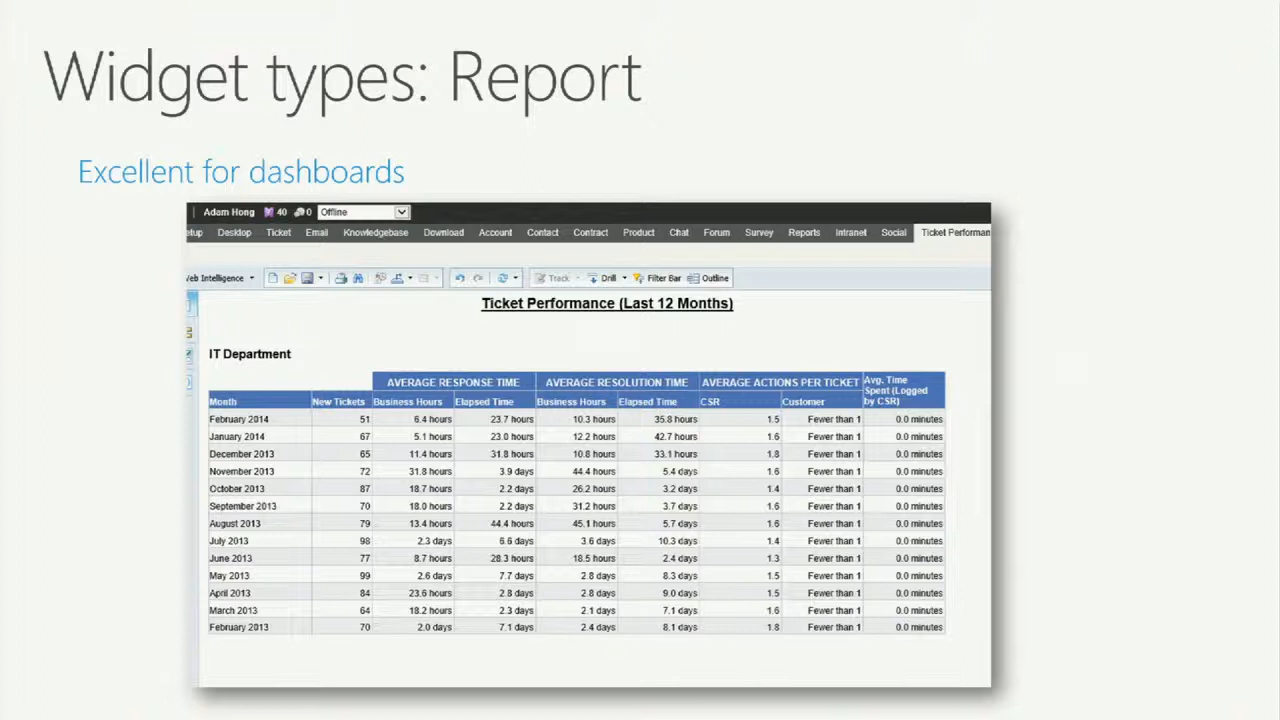 Widget types: Report
Excellent for dashboards
Adam Hong 40 0 Offline
etup Desktop Ticket Email Knowledgebase Download Account Contact Contract Product Chat Forum Survey Reports Intranet Social Ticket Performan
Web Intelligence Track Drill Filter Bar Outline
Ticket Performance (Last 12 Months)
IT Department
AVERAGE RESPONSE TIME AVERAGE RESOLUTION TIME AVERAGE ACTIONS PER TICKET Avg. Time
Spent (Logged
Month New Tickets Business Hours Elapsed Time Business Hours Elapsed Time CSR Customer by CSR)
February 2014 51 6.4 hours 23.7 hours 10.3 hours 35.8 hours 1.5 Fewer than 1 0.0 minutes
January 2014 67 5.1 hours 23.0 hours 12.2 hours 42.7 hours 1.6 Fewer than 1 0.0 minutes
December 2013 65 11.4 hours 31.8 hours 10.8 hours 33.1 hours 1.8 Fewer than 1 0.0 minutes
November 2013 72 31.8 hours 3.9 days 44.4 hours 5.4 days 1.6 Fewer than 1 0.0 minutes
October 2013 87 18.7 hours 2.2 days 26.2 hours 3.2 days 1.4 Fewer than 1 0.0 minutes
September 2013 70 18.0 hours 2.2 days 31.2 hours 3.7 days 1.6 Fewer than 1 0.0 minutes
August 2013 79 13.4 hours 44.4 hours 45.1 hours 5.7 days 1.6 Fewer than 1 0.0 minutes
July 2013 98 2.3 days 6.6 days 3.6 days 10.3 days 1.4 Fewer than 1 0.0 minutes
June 2013 77 8.7 hours 28.3 hours 18.5 hours 2.4 days 1.3 Fewer than 1 0.0 minutes
May 2013 99 2.6 days 7.7 days 2.8 days 8.3 days 1.5 Fewer than 1 0.0 minutes
April 2013 84 23.6 hours 2.8 days 2.8 days 9.0 days 1.5 Fewer than 1 0.0 minutes
March 2013 64 18.2 hours 2.3 days 2.1 days 7.1 days 1.6 Fewer than 1 0.0 minutes
February 2013 70 2.0 days 7.1 days 2.4 days 8.1 days 1.8 Fewer than 1 0.0 minutes